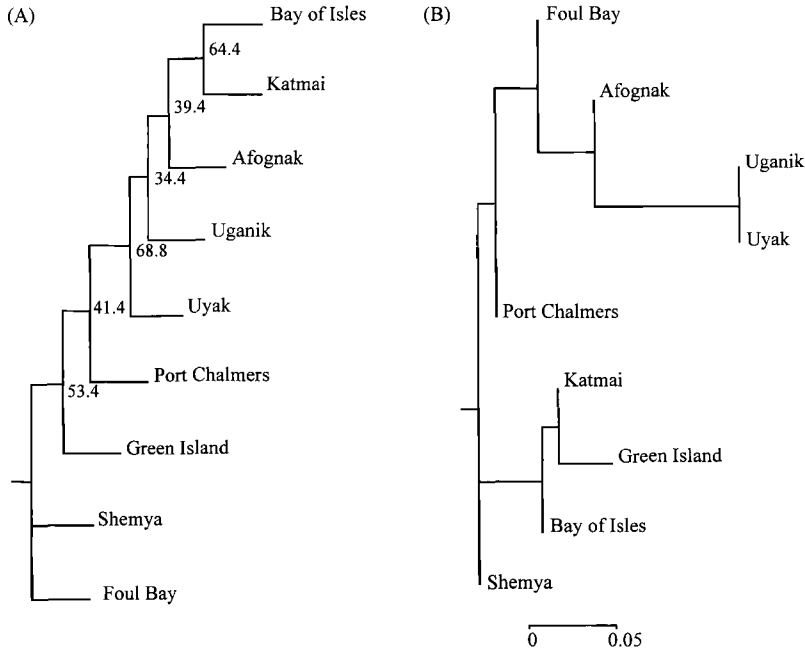 (A)
Bay of Isles
64.4
Katmai
39.4
Afognak
34.4
Uganik
68.8
Uyak
41.4
Port Chalmers
53.4
Green Island
Shemya
Foul Bay
(B)
Foul Bay
Afognak
Uganik
Uyak
Port Chalmers
Katmai
Green Island
Bay of Isles
Shemya
0 0.05